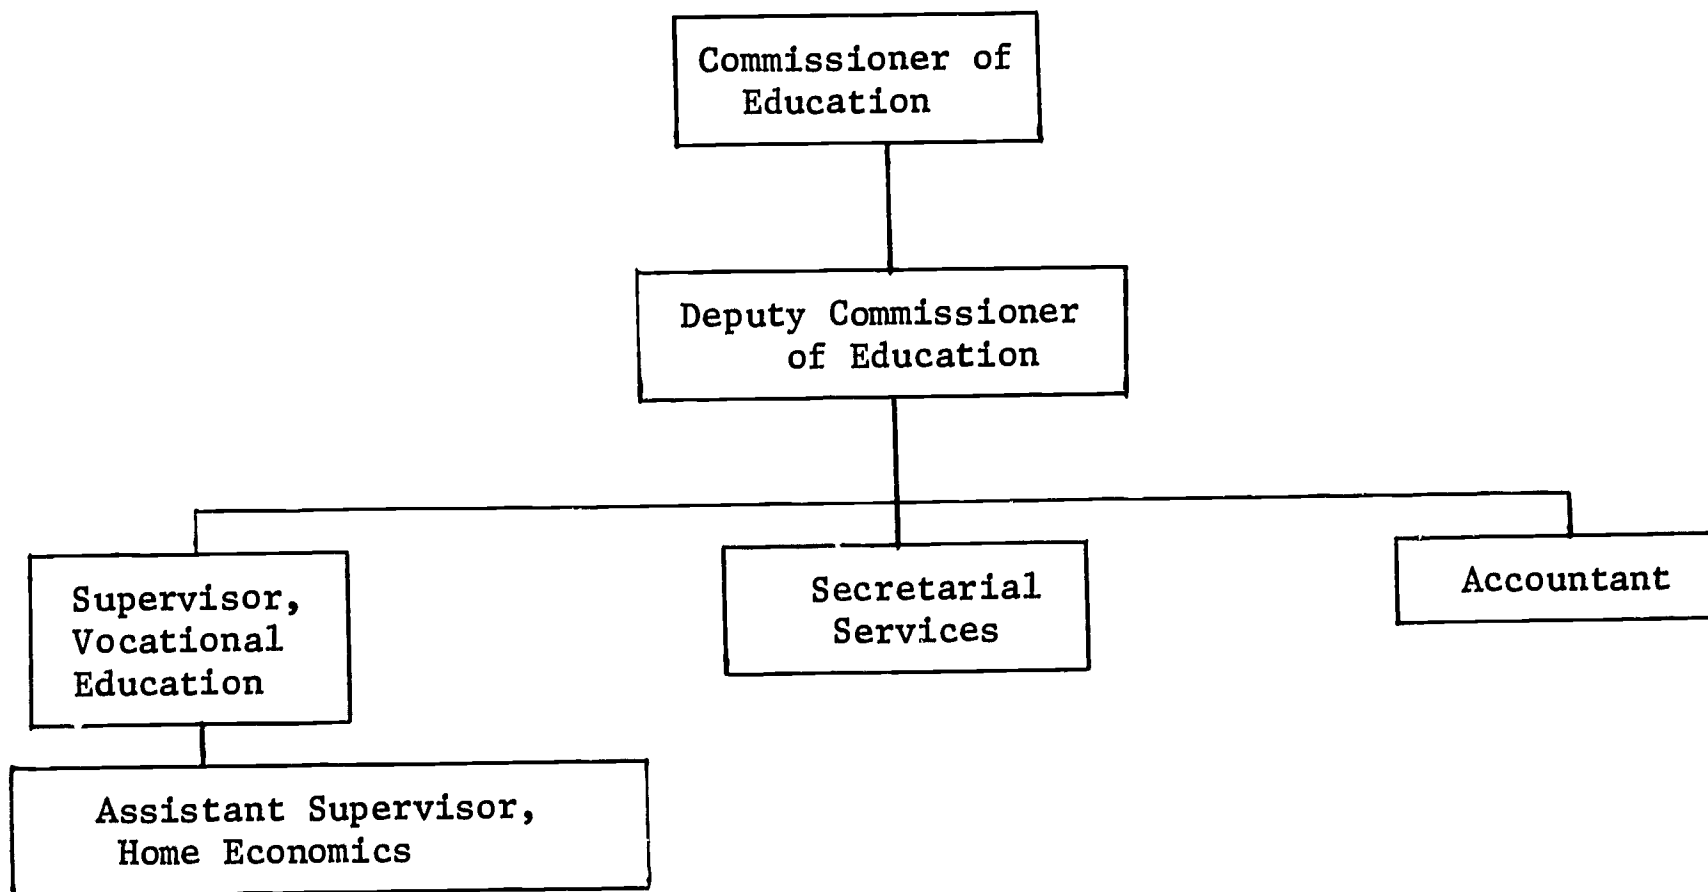 Commissioner of
Education
Deputy Commissioner
of Education
Supervisor,
Vocational
Education
Secretarial
Services
Accountant
Assistant Supervisor,
Home Economics